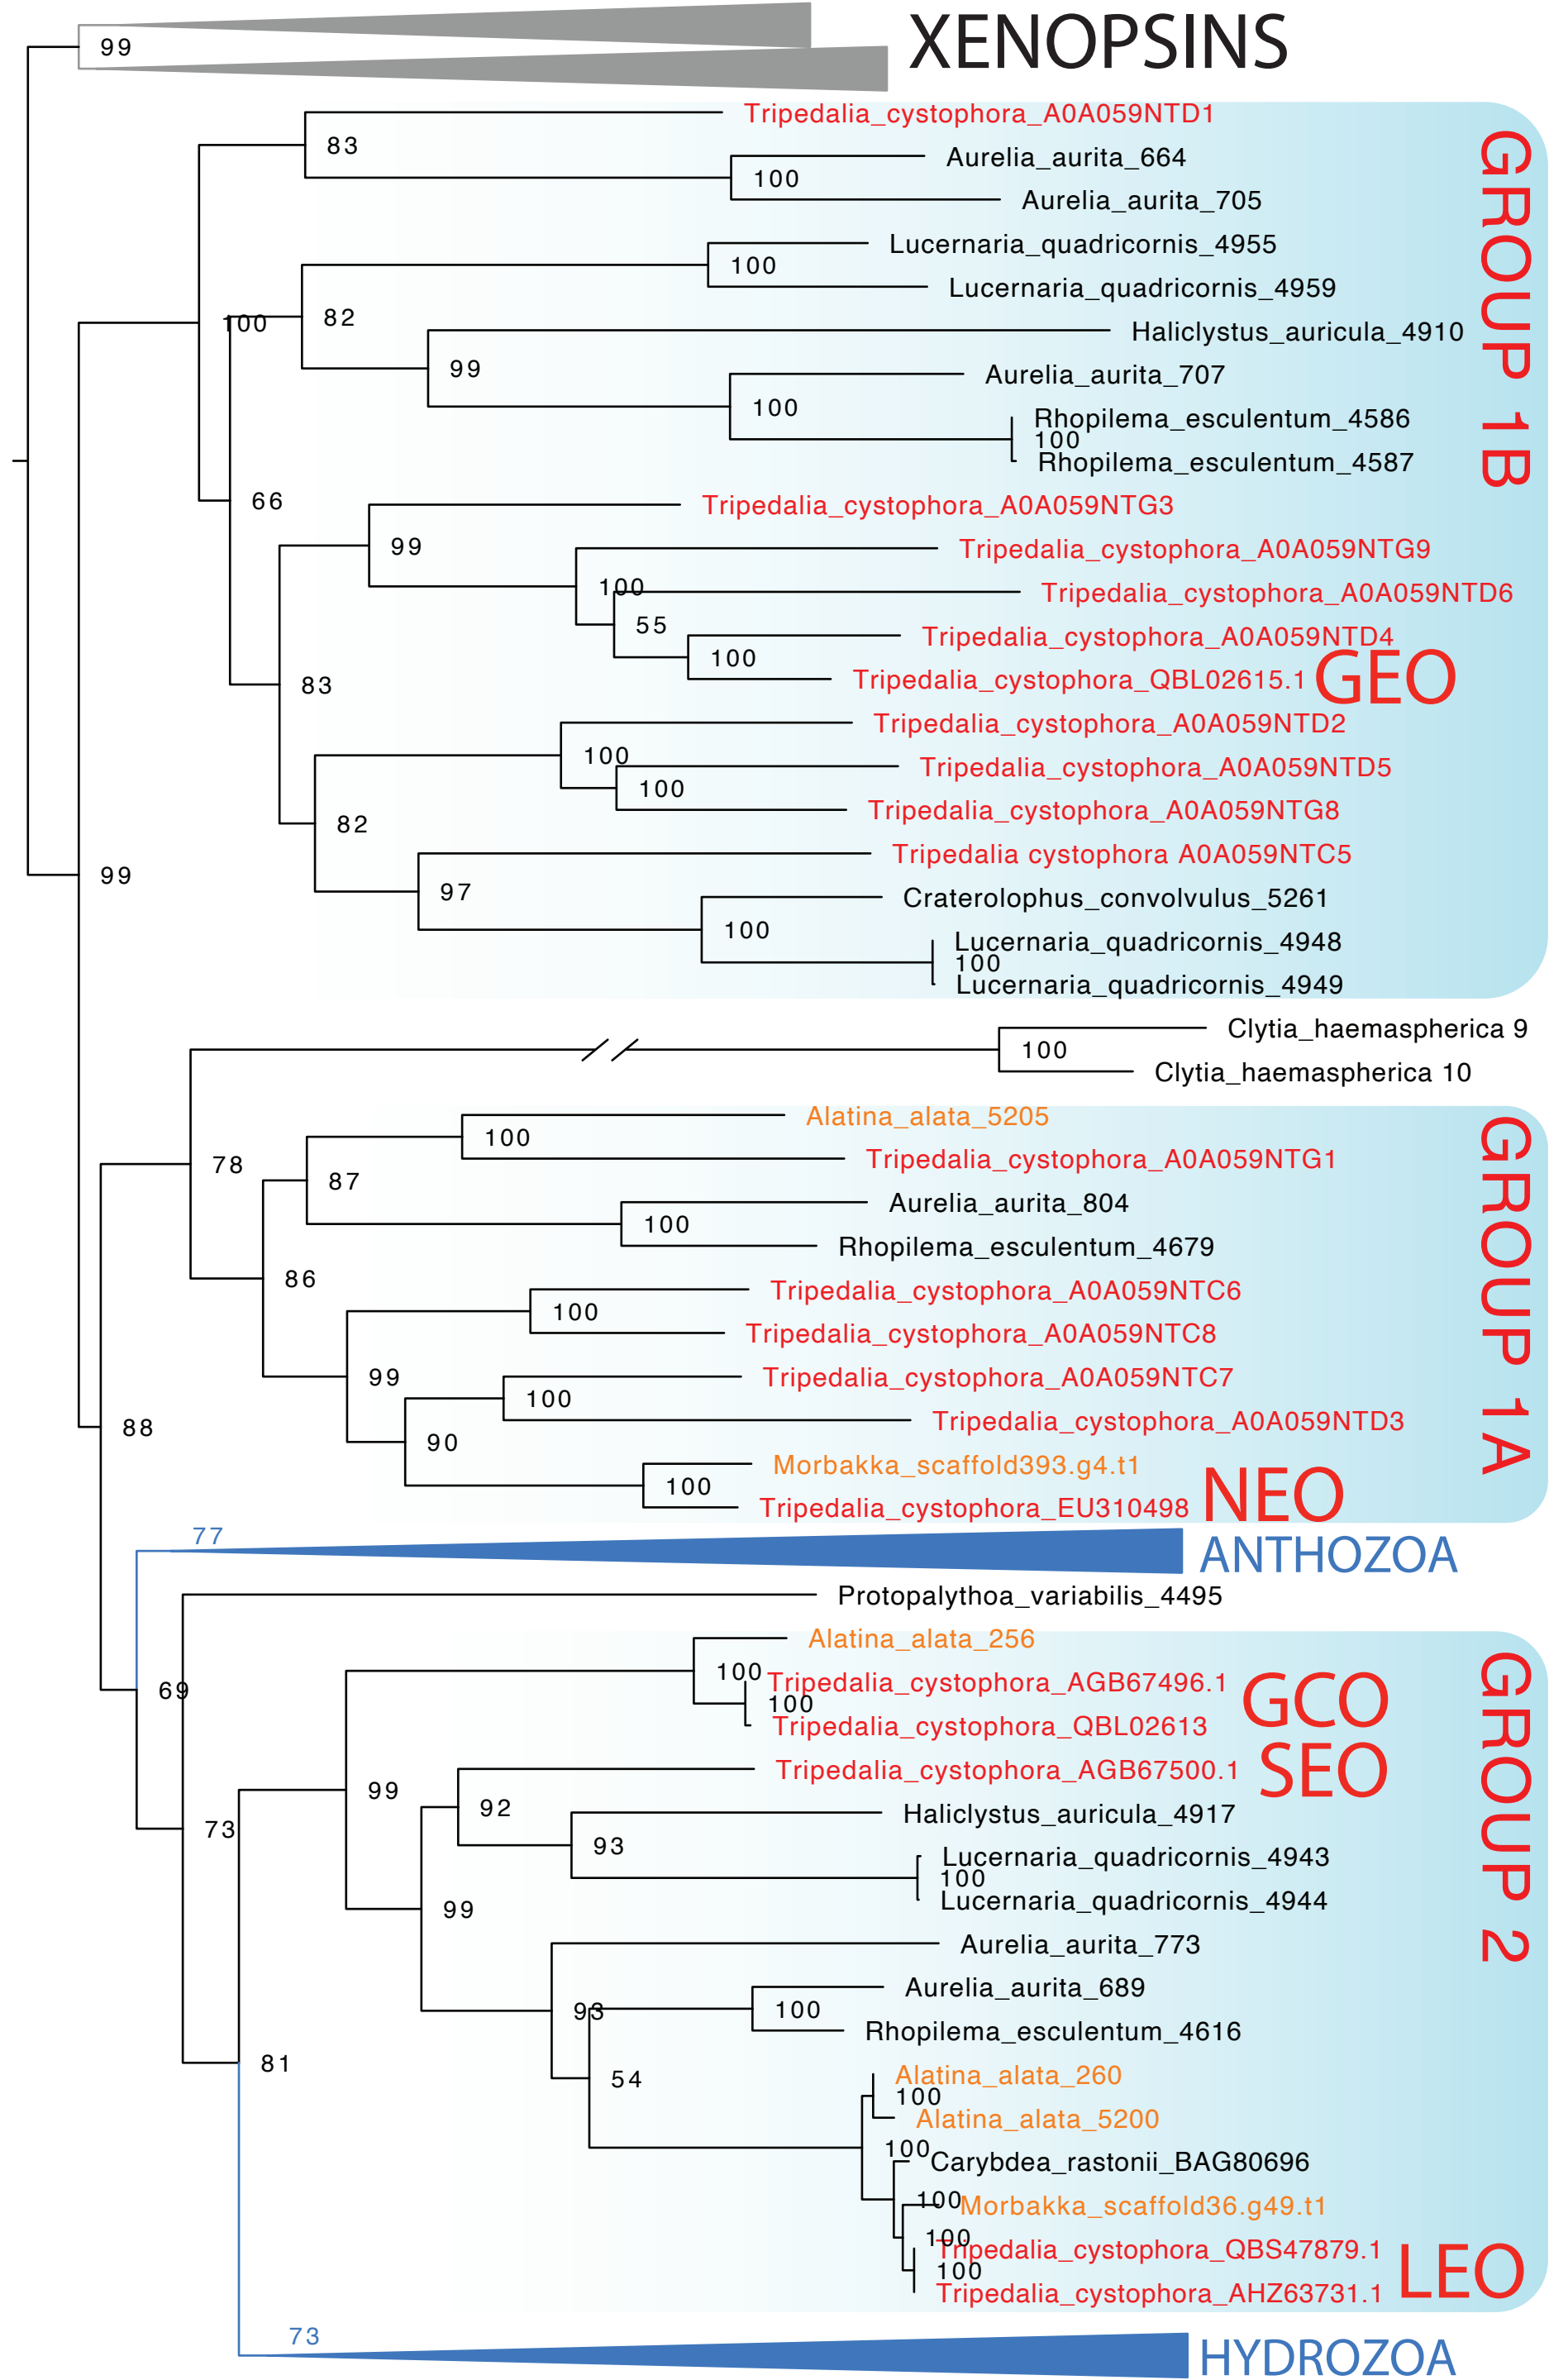 XENOPSINS
99
Tripedalia_cystophora_A0A059NTD1
83
Aurelia_aurita_664
100
Aurelia_aurita_705
GROUP 1B
Lucernaria_quadricornis_4955
100
Lucernaria_quadricornis_4959
100
82
Haliclystus_auricula_4910
99
Aurelia_aurita_707
100
Rhopilema_esculentum_4586
100
Rhopilema_esculentum_4587
66
Tripedalia_cystophora_A0A059NTG3
99
Tripedalia_cystophora_A0A059NTG9
100
Tripedalia_cystophora_A0A059NTD6
55
Tripedalia_cystophora_A0A059NTD4
100
Tripedalia_cystophora_QBL02615.1
GEO
83
Tripedalia_cystophora_A0A059NTD2
100
Tripedalia_cystophora_A0A059NTD5
100
Tripedalia_cystophora_A0A059NTG8
82
Tripedalia cystophora A0A059NTC5
99
97
Craterolophus_convolvulus_5261
100
Lucernaria_quadricornis_4948
100
Lucernaria_quadricornis_4949
Clytia_haemaspherica 9
100
Clytia_haemaspherica 10
GROUP 1A
Alatina_alata_5205
100
Tripedalia_cystophora_A0A059NTG1
78
87
Aurelia_aurita_804
100
Rhopilema_esculentum_4679
86
Tripedalia_cystophora_A0A059NTC6
100
Tripedalia_cystophora_A0A059NTC8
99
Tripedalia_cystophora_A0A059NTC7
100
Tripedalia_cystophora_A0A059NTD3
88
90
Morbakka_scaffold393.g4.t1
100
Tripedalia_cystophora_EU310498
NEO
77
ANTHOZOA
Protopalythoa_variabilis_4495
GROUP 2
Alatina_alata_256
100
Tripedalia_cystophora_AGB67496.1
GCO
69
100
Tripedalia_cystophora_QBL02613
Tripedalia_cystophora_AGB67500.1
SEO
99
92
Haliclystus_auricula_4917
73
93
Lucernaria_quadricornis_4943
100
Lucernaria_quadricornis_4944
99
Aurelia_aurita_773
Aurelia_aurita_689
93
100
Rhopilema_esculentum_4616
81
54
Alatina_alata_260
100
Alatina_alata_5200
100
Carybdea_rastonii_BAG80696
100
Morbakka_scaffold36.g49.t1
100
Tripedalia_cystophora_QBS47879.1
100
Tripedalia_cystophora_AHZ63731.1
LEO
73
HYDROZOA